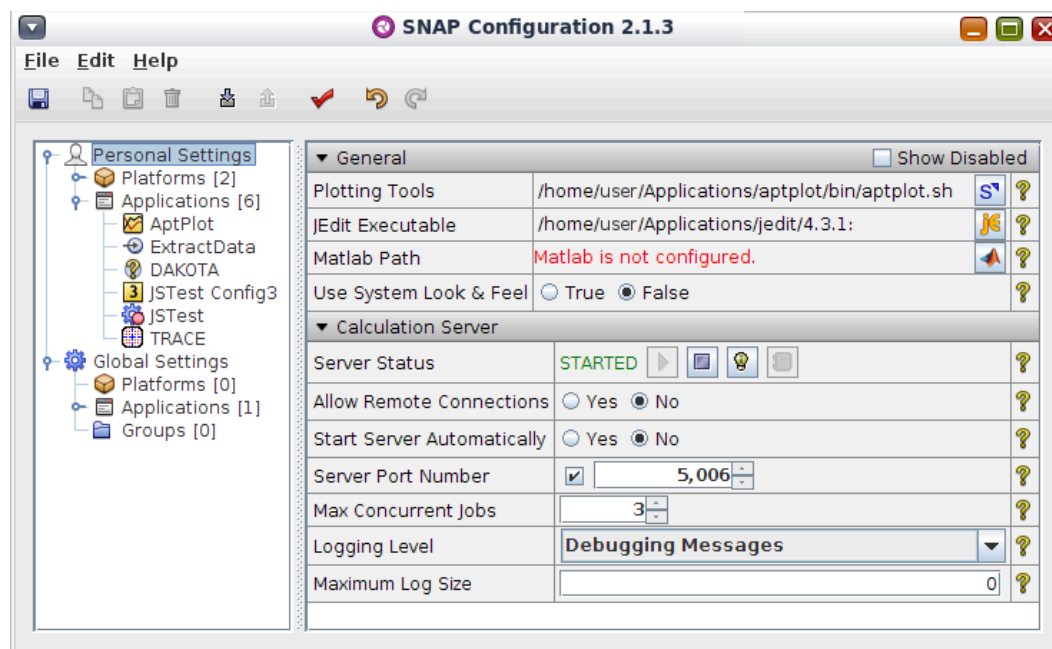 SNAP Configuration 2.1.3
File Edit Help
Personal Settings
Platforms [2]
Applications [6]
AptPlot
ExtractData
DAKOTA
3 JSTest Config3
JSTest
TRACE
Global Settings
Platforms [0]
Applications [1]
Groups [0]
General Show Disabled
Plotting Tools /home/user/Applications/aptplot/bin/aptplot.sh S
JEdit Executable /home/user/Applications/jedit/4.3.1: jE
Matlab Path Matlab is not configured.
Use System Look & Feel True False
Calculation Server
Server Status STARTED
Allow Remote Connections Yes No
Start Server Automatically Yes No
Server Port Number 5,006
Max Concurrent Jobs 3
Logging Level Debugging Messages
Maximum Log Size 0